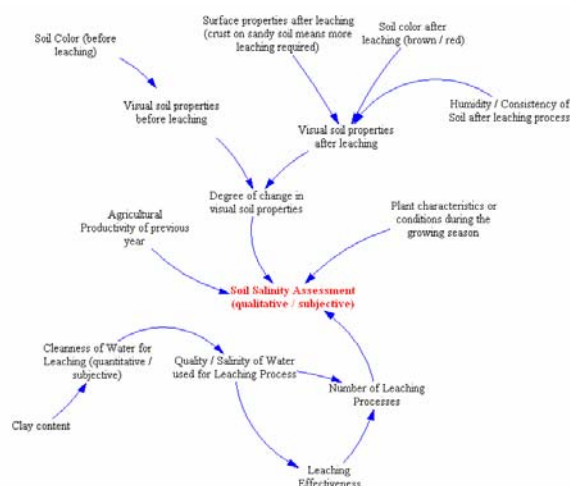 Surface properties after leaching
(crust on sandy soil means more
leaching required)
Soil color after
leaching (brown / red)
Soil Color (before
leaching)
Visual soil properties
before leaching
Visual soil properties
after leaching
Humidity / Consistency of
Soil after leaching process
Degree of change in
visual soil properties
Agricultural
Productivity of previous
year
Plant characteristics or
conditions during the
growing season
Soil Salinity Assessment
(qualitative / subjective)
Cleanness of Water for
Leaching (quantitative /
subjective)
Quality / Salinity of Water
used for Leaching Process
Number of Leaching
Processes
Clay content
Leaching
Effectiveness